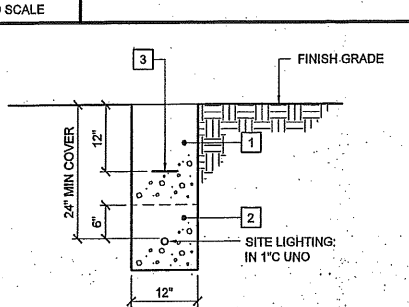 SCALE
3
FINISH GRADE
12"
24" MIN COVER
1
6"
2
SITE LIGHTING:
IN 1"C UNO
12"